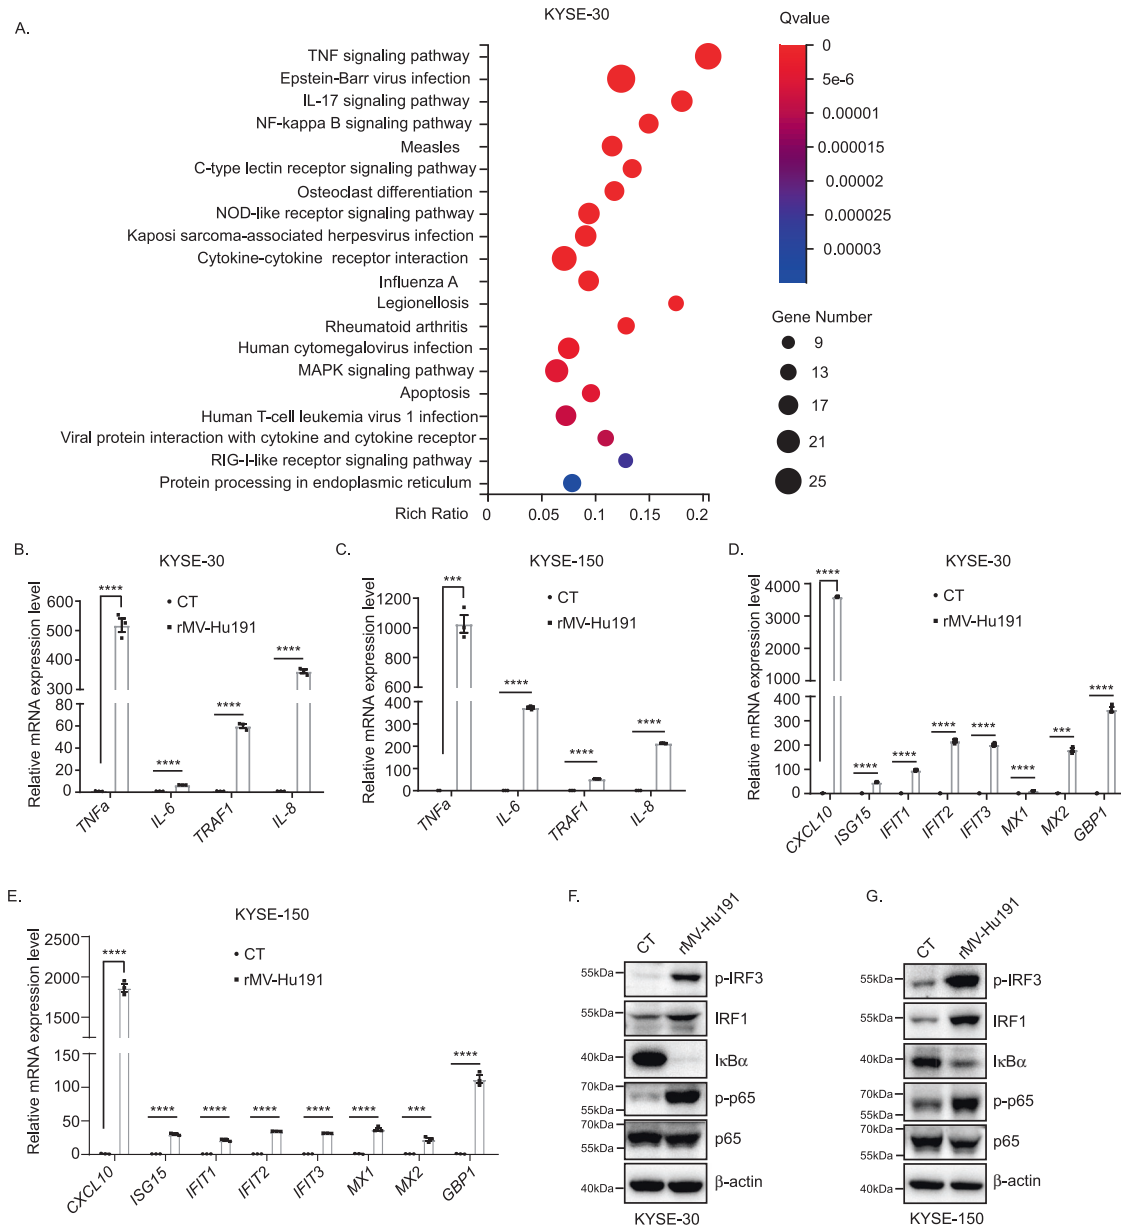 A.
KYSE-30
TNF signaling pathway
Epstein-Barr virus infection
IL-17 signaling pathway
NF-kappa B signaling pathway
Measles
C-type lectin receptor signaling pathway
Osteoclast differentiation
NOD-like receptor signaling pathway
Kaposi sarcoma-associated herpesvirus infection
Cytokine-cytokine receptor interaction
Influenza A
Legionellosis
Rheumatoid arthritis
Human cytomegalovirus infection
MAPK signaling pathway
Apoptosis
Human T-cell leukemia virus 1 infection
Viral protein interaction with cytokine and cytokine receptor
RIG-I-like receptor signaling pathway
Protein processing in endoplasmic reticulum
Rich Ratio
0 0.05 0.1 0.15 0.2
Qvalue
0
5e-6
0.00001
0.000015
0.00002
0.000025
0.00003
Gene Number
9
13
17
21
25
B.
KYSE-30
Relative mRNA expression level
600
500
400
300
80
60
40
20
0
CT
rMV-Hu191
****
****
****
****
TNFa IL-6 TRAF1 IL-8
C.
KYSE-150
Relative mRNA expression level
1200
1000
800
600
400
300
200
100
0
CT
rMV-Hu191
***
****
****
****
TNFa IL-6 TRAF1 IL-8
D.
KYSE-30
Relative mRNA expression level
4000
3000
2000
1000
400
300
200
100
0
CT
rMV-Hu191
****
****
****
****
****
****
***
****
CXCL10 ISG15 IFIT1 IFIT2 IFIT3 MX1 MX2 GBP1
E.
KYSE-150
Relative mRNA expression level
2500
2000
1500
1000
150
100
50
0
CT
rMV-Hu191
****
****
****
****
****
****
***
****
CXCL10 ISG15 IFIT1 IFIT2 IFIT3 MX1 MX2 GBP1
F.
CT rMV-Hu191
55kDa p-IRF3
55kDa IRF1
40kDa IκBα
70kDa p-p65
55kDa
70kDa p65
55kDa
40kDa β-actin
KYSE-30
G.
CT rMV-Hu191
55kDa p-IRF3
55kDa IRF1
40kDa IκBα
70kDa p-p65
55kDa
70kDa p65
55kDa
40kDa β-actin
KYSE-150